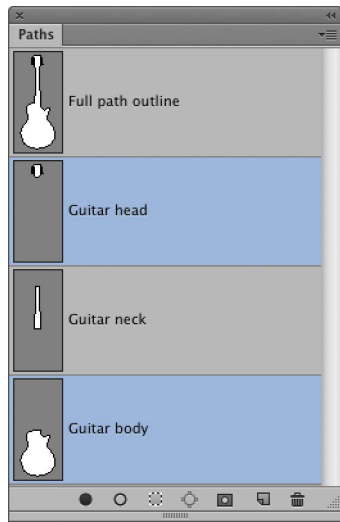 Paths
Full path outline
Guitar head
Guitar neck
Guitar body